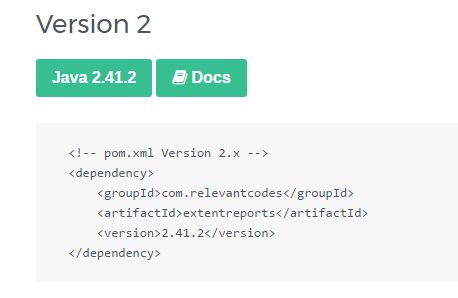 Version 2
Java 2.41.2 Docs
<!-- pom.xml Version 2.x -->
<dependency>
    <groupId>com.relevantcodes</groupId>
    <artifactId>extentreports</artifactId>
    <version>2.41.2</version>
</dependency>